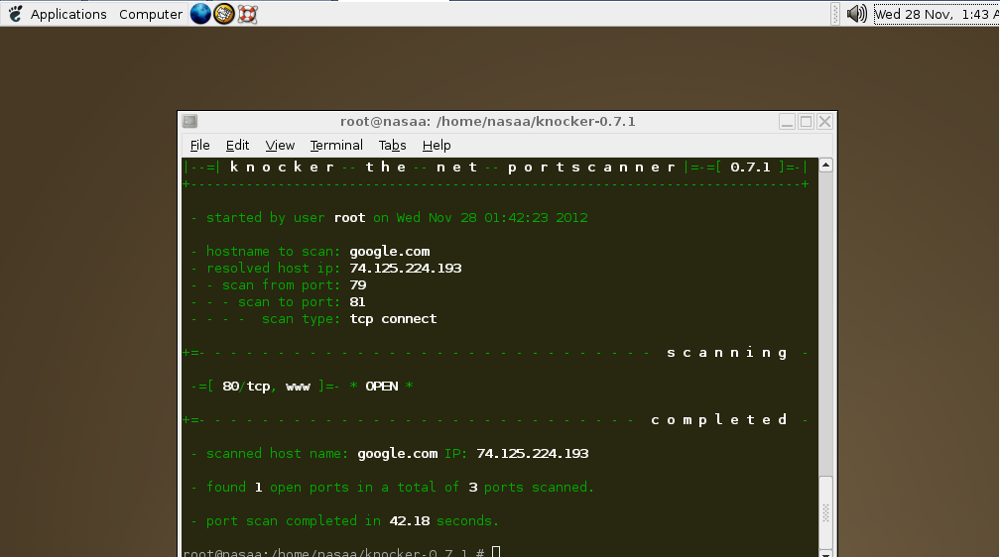 Applications Computer Wed 28 Nov, 1:43 A
root@nasaa: /home/nasaa/knocker-0.7.1
File Edit View Terminal Tabs Help
|--=| k n o c k e r -- t h e -- n e t -- p o r t s c a n n e r |=-=[ 0.7.1 ]=-|
+-----------------------------------------------------------------------------+
- started by user root on Wed Nov 28 01:42:23 2012
- hostname to scan: google.com
- resolved host ip: 74.125.224.193
- - scan from port: 79
- - - scan to port: 81
- - - - scan type: tcp connect
+=- - - - - - - - - - - - - - - - - - - - - - - - - - - - - s c a n n i n g -
-=[ 80/tcp, www ]=- * OPEN *
+=- - - - - - - - - - - - - - - - - - - - - - - - - - - - c o m p l e t e d -
- scanned host name: google.com IP: 74.125.224.193
- found 1 open ports in a total of 3 ports scanned.
- port scan completed in 42.18 seconds.
root@nasaa:/home/nasaa/knocker-0.7.1 #